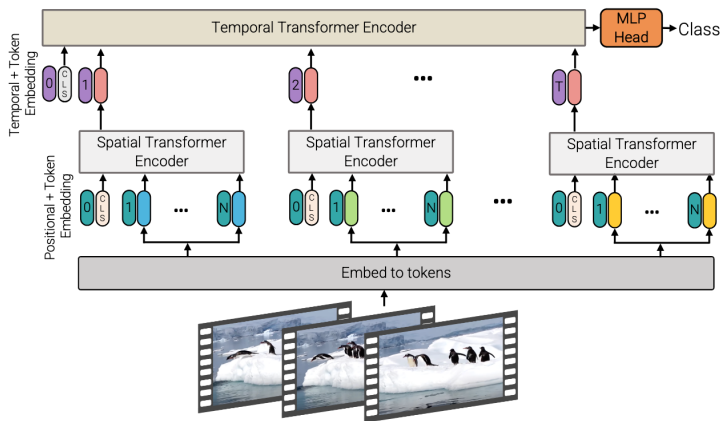 Temporal Transformer Encoder
MLP
Head
Class
Temporal + Token
Embedding
0
CLS
1
2
...
T
Spatial Transformer
Encoder
Spatial Transformer
Encoder
Spatial Transformer
Encoder
Positional + Token
Embedding
0
CLS
1
...
N
0
CLS
1
...
N
...
0
CLS
1
...
N
Embed to tokens